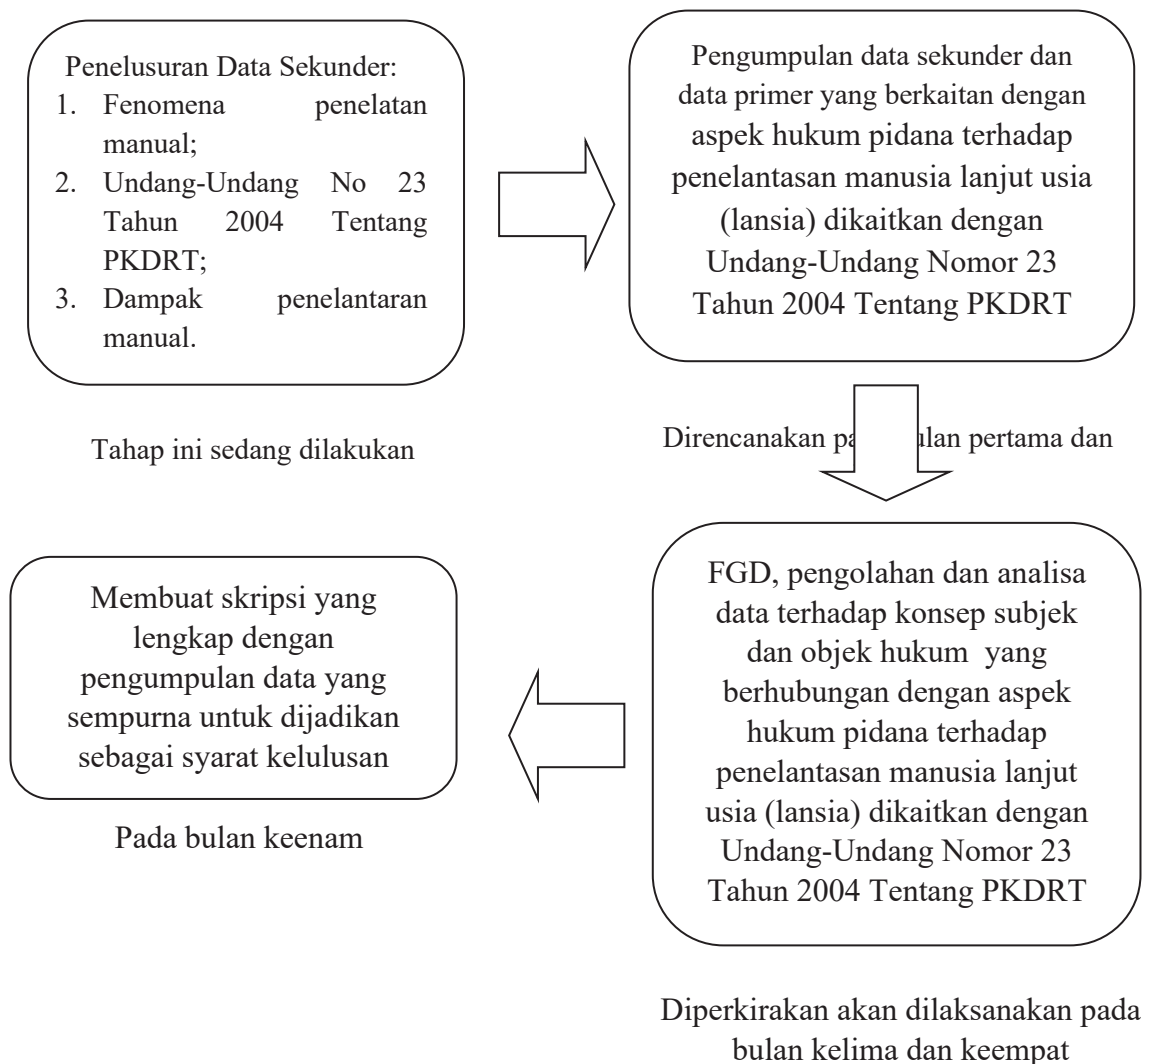 Penelusuran Data Sekunder:
1. Fenomena penelatan
manual;
2. Undang-Undang No 23
Tahun 2004 Tentang
PKDRT;
3. Dampak penelantaran
manual.
Tahap ini sedang dilakukan
Pengumpulan data sekunder dan
data primer yang berkaitan dengan
aspek hukum pidana terhadap
penelantasan manusia lanjut usia
(lansia) dikaitkan dengan
Undang-Undang Nomor 23
Tahun 2004 Tentang PKDRT
Direncanakan pertama dan
FGD, pengolahan dan analisa
data terhadap konsep subjek
dan objek hukum yang
berhubungan dengan aspek
hukum pidana terhadap
penelantasan manusia lanjut
usia (lansia) dikaitkan dengan
Undang-Undang Nomor 23
Tahun 2004 Tentang PKDRT
Diperkirakan akan dilaksanakan pada
bulan kelima dan keempat
Membuat skripsi yang
lengkap dengan
pengumpulan data yang
sempurna untuk dijadikan
sebagai syarat kelulusan
Pada bulan keenam